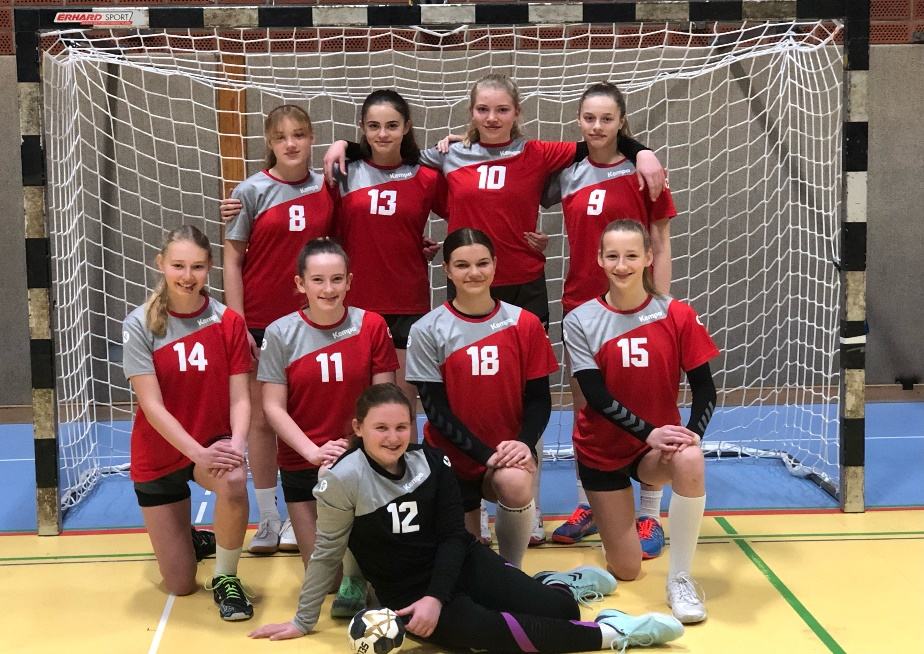 ERHARD SPORT
Kempa
8
Kempa
13
Kempa
10
Kempa
9
Kempa
14
Kempa
11
Kempa
18
Kempa
15
Kempa
12